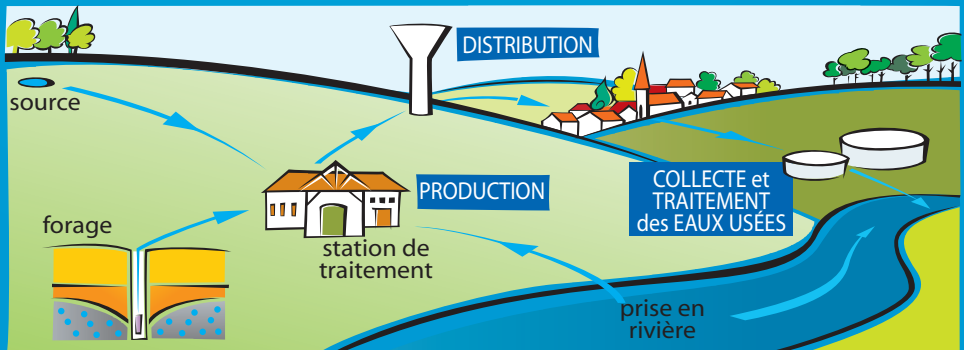 DISTRIBUTION
source
PRODUCTION
COLLECTE et
TRAITEMENT
des EAUX USÉES
forage
station de
traitement
prise en
rivière